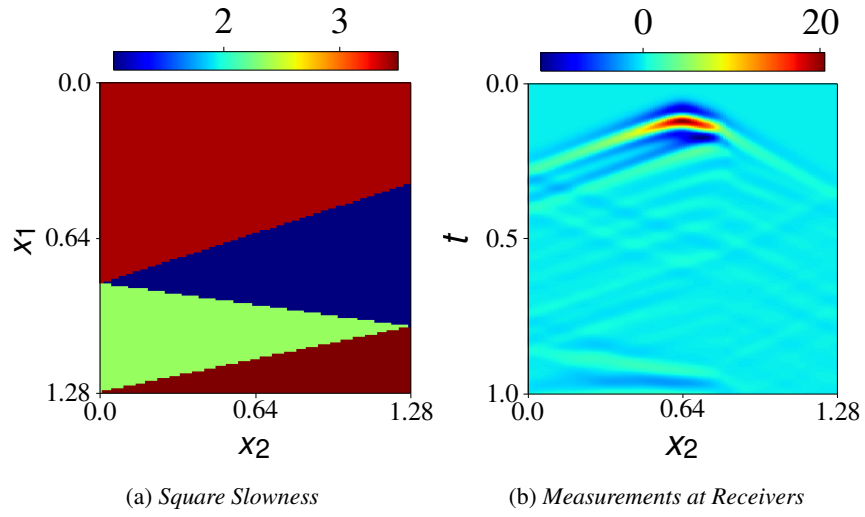 2 3
0 20
0.0
0.64
1.28
x1
0.0 0.64 1.28
x2
0.0
0.5
1.0
t
0.0 0.64 1.28
x2
(a) Square Slowness
(b) Measurements at Receivers